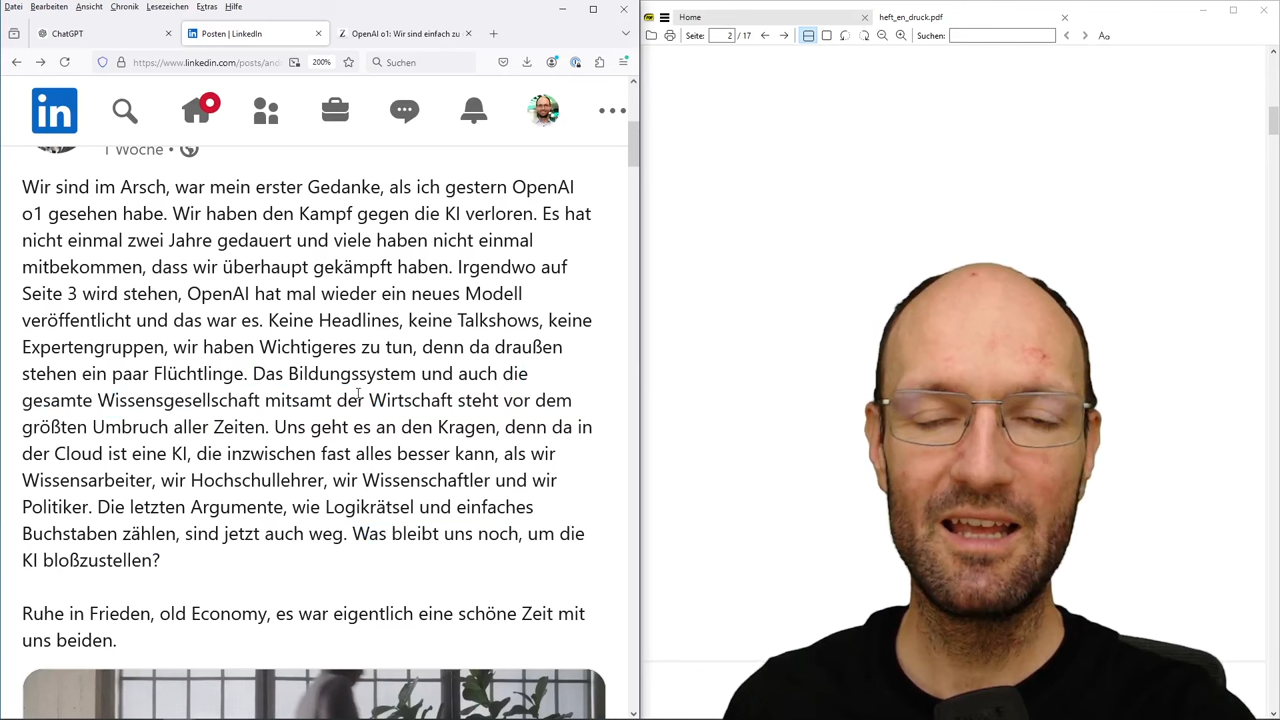 Datei Bearbeiten Ansicht Chronik Lesezeichen Extras Hilfe
ChatGPT
Posten | LinkedIn
OpenAI o1: Wir sind einfach zu
https://www.linkedin.com/posts/and
200%
Suchen
in
1 Woche •
Wir sind im Arsch, war mein erster Gedanke, als ich gestern OpenAI
o1 gesehen habe. Wir haben den Kampf gegen die KI verloren. Es hat
nicht einmal zwei Jahre gedauert und viele haben nicht einmal
mitbekommen, dass wir überhaupt gekämpft haben. Irgendwo auf
Seite 3 wird stehen, OpenAI hat mal wieder ein neues Modell
veröffentlicht und das war es. Keine Headlines, keine Talkshows, keine
Expertengruppen, wir haben Wichtigeres zu tun, denn da draußen
stehen ein paar Flüchtlinge. Das Bildungssystem und auch die
gesamte Wissensgesellschaft mitsamt der Wirtschaft steht vor dem
größten Umbruch aller Zeiten. Uns geht es an den Kragen, denn da in
der Cloud ist eine KI, die inzwischen fast alles besser kann, als wir
Wissensarbeiter, wir Hochschullehrer, wir Wissenschaftler und wir
Politiker. Die letzten Argumente, wie Logikrätsel und einfaches
Buchstaben zählen, sind jetzt auch weg. Was bleibt uns noch, um die
KI bloßzustellen?
Ruhe in Frieden, old Economy, es war eigentlich eine schöne Zeit mit
uns beiden.
Home
heft_en_druck.pdf
Seite: 2 / 17
Suchen:
Aa